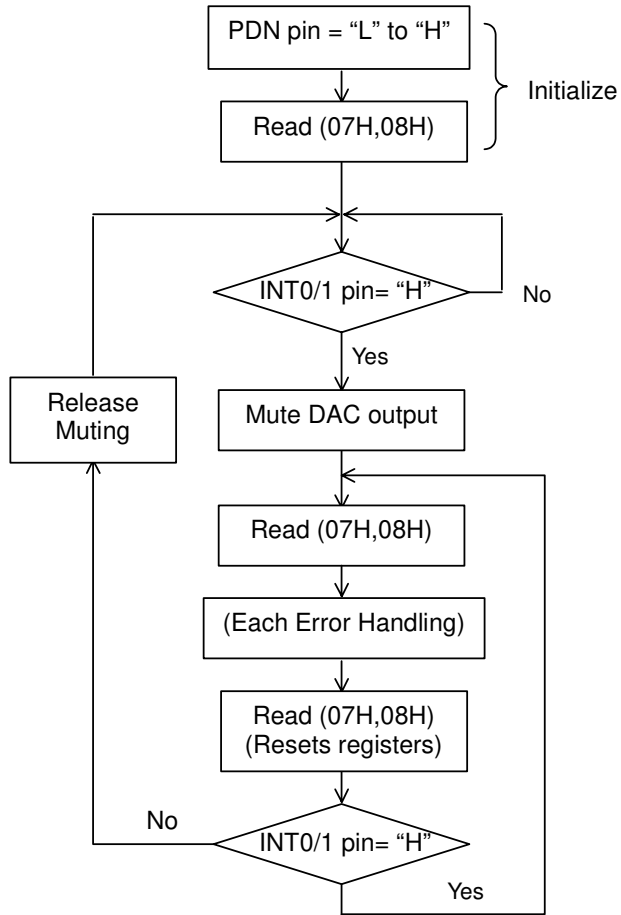 PDN pin = “L” to “H”
Initialize
Read (07H,08H)
INT0/1 pin= “H”
No
Yes
Release
Muting
Mute DAC output
Read (07H,08H)
(Each Error Handling)
Read (07H,08H)
(Resets registers)
No
INT0/1 pin= “H”
Yes